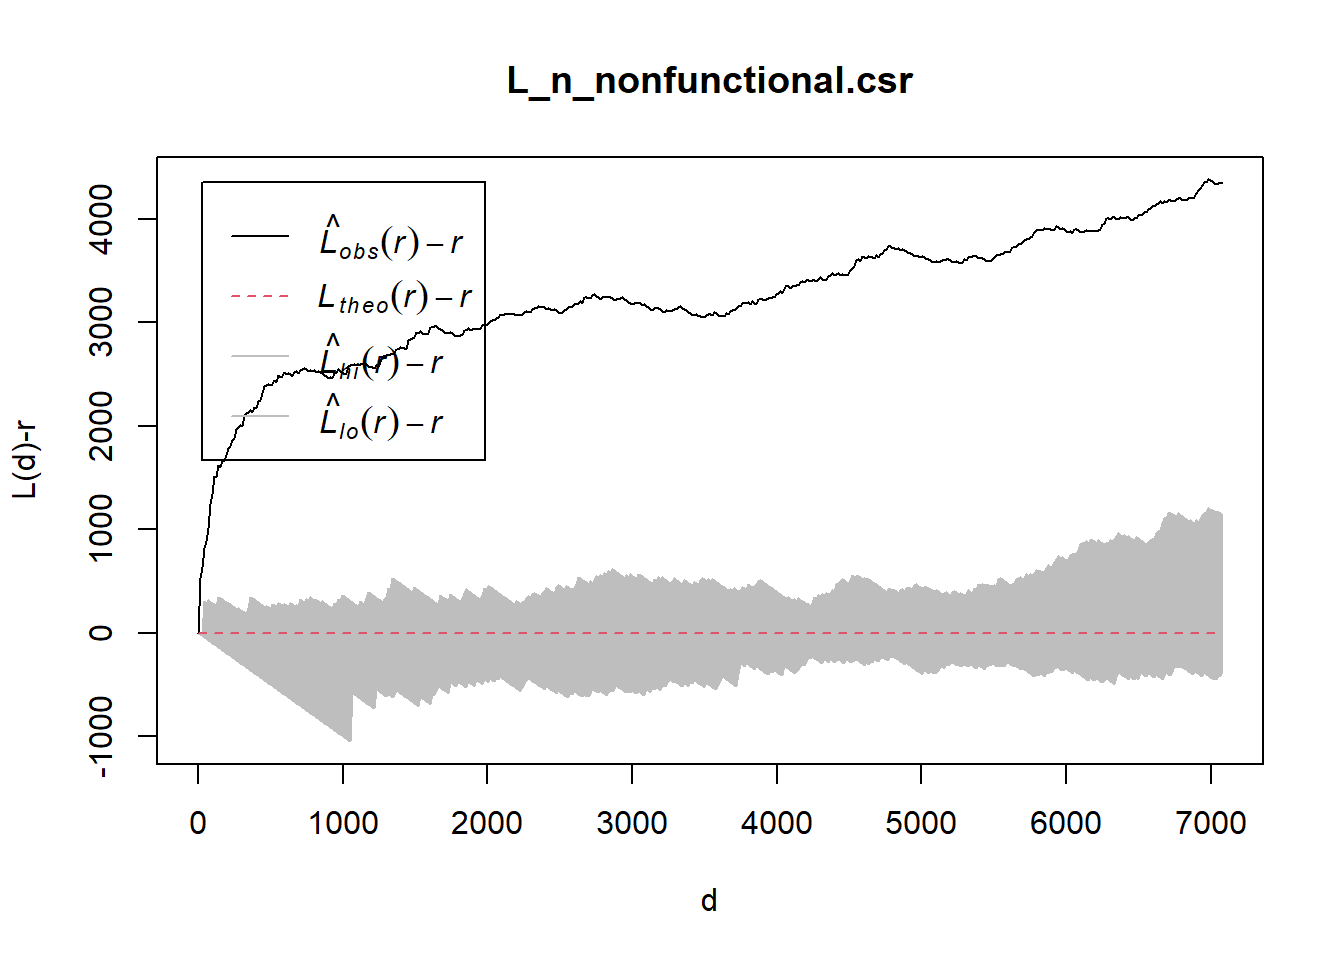 L_n_nonfunctional.csr
L̂obs(r) − r
Ltheo(r) − r
L̂hi(r) − r
L̂lo(r) − r
L(d)-r
4000
3000
2000
1000
0
-1000
0 1000 2000 3000 4000 5000 6000 7000
d